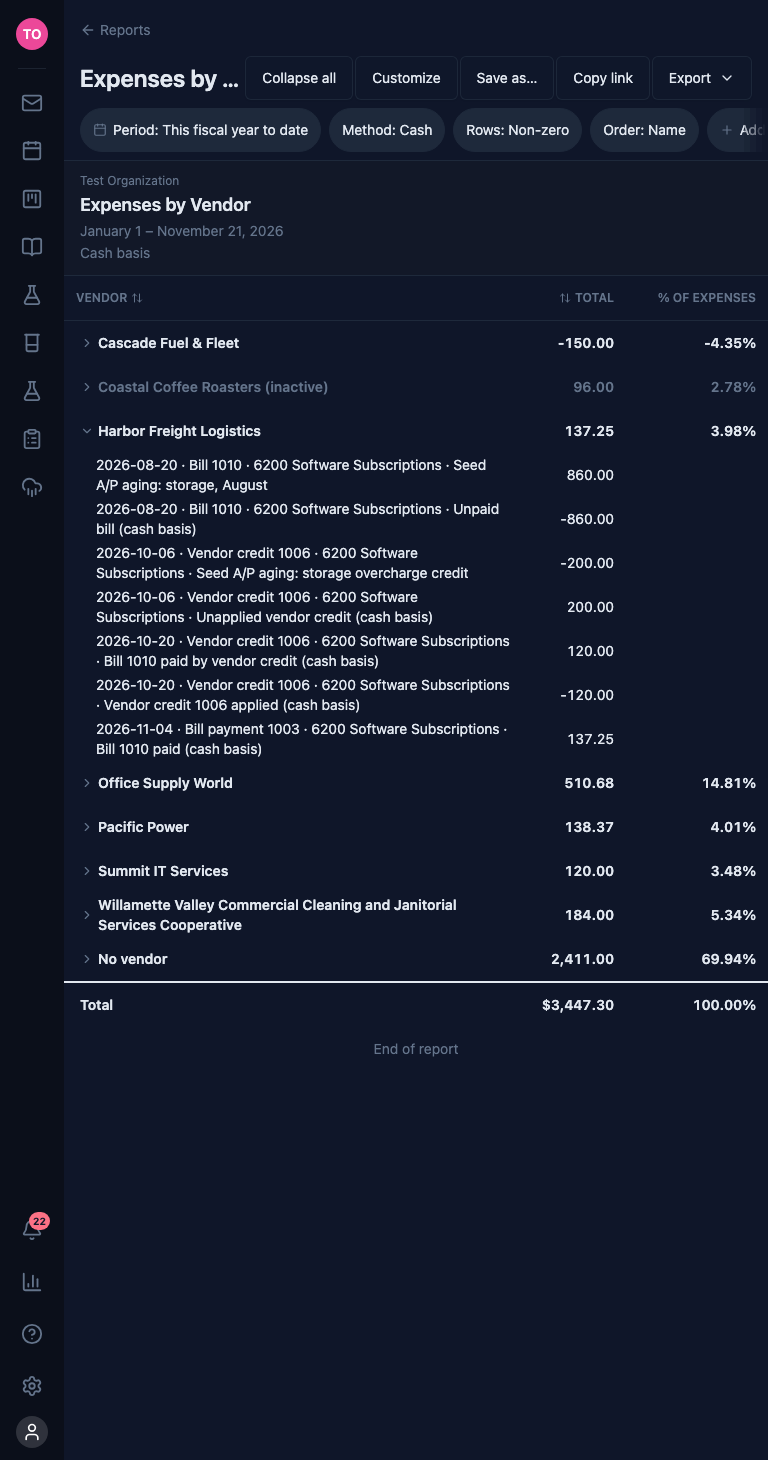 TO
Reports
Expenses by ...
Collapse all
Customize
Save as...
Copy link
Export
Period: This fiscal year to date
Method: Cash
Rows: Non-zero
Order: Name
Test Organization
Expenses by Vendor
January 1 – November 21, 2026
Cash basis
VENDOR
TOTAL
% OF EXPENSES
Cascade Fuel & Fleet -150.00 -4.35%
Coastal Coffee Roasters (inactive) 96.00 2.78%
Harbor Freight Logistics 137.25 3.98%
2026-08-20 · Bill 1010 · 6200 Software Subscriptions · Seed
A/P aging: storage, August
860.00
2026-08-20 · Bill 1010 · 6200 Software Subscriptions · Unpaid
bill (cash basis)
-860.00
2026-10-06 · Vendor credit 1006 · 6200 Software
Subscriptions · Seed A/P aging: storage overcharge credit
-200.00
2026-10-06 · Vendor credit 1006 · 6200 Software
Subscriptions · Unapplied vendor credit (cash basis)
200.00
2026-10-20 · Vendor credit 1006 · 6200 Software Subscriptions
· Bill 1010 paid by vendor credit (cash basis)
120.00
2026-10-20 · Vendor credit 1006 · 6200 Software Subscriptions
· Vendor credit 1006 applied (cash basis)
-120.00
2026-11-04 · Bill payment 1003 · 6200 Software Subscriptions ·
Bill 1010 paid (cash basis)
137.25
Office Supply World 510.68 14.81%
Pacific Power 138.37 4.01%
Summit IT Services 120.00 3.48%
Willamette Valley Commercial Cleaning and Janitorial
Services Cooperative
184.00 5.34%
No vendor 2,411.00 69.94%
Total $3,447.30 100.00%
End of report
22